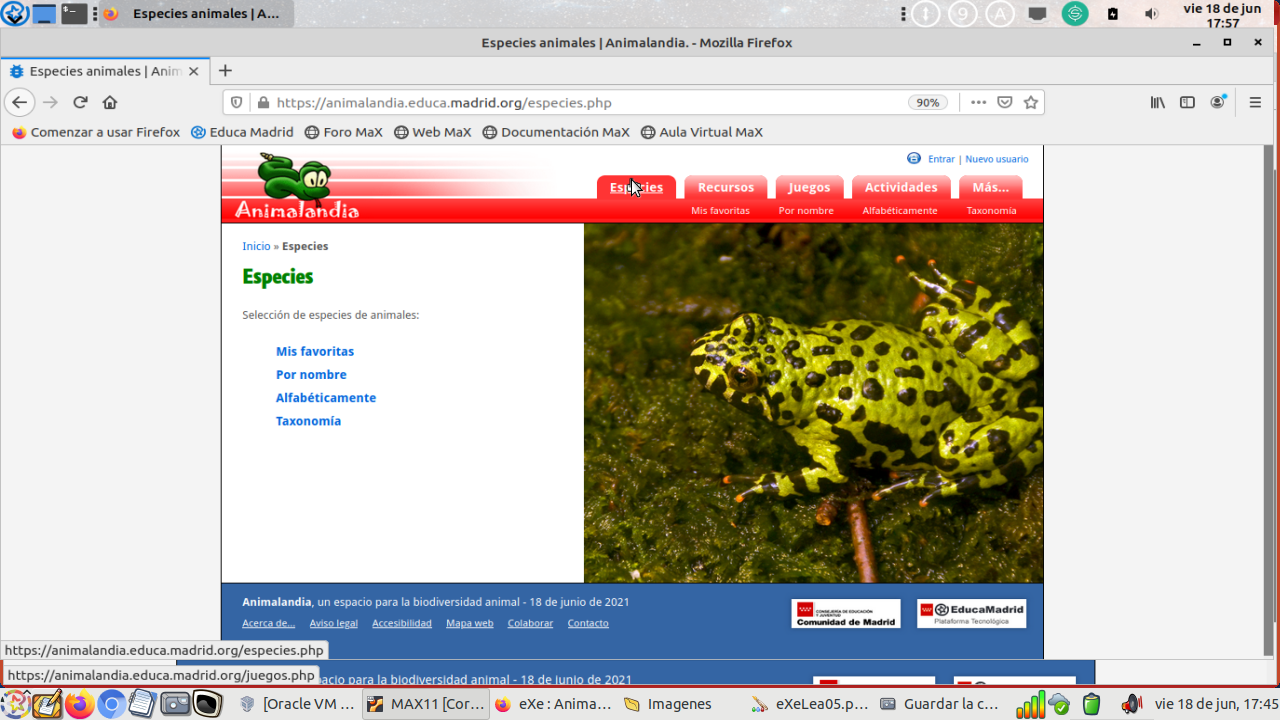 Especies animales | A...
9
A
vie 18 de jun
17:57
Especies animales | Animalandia. - Mozilla Firefox
Especies animales | Anim
https://animalandia.educa.madrid.org/especies.php
90%
Comenzar a usar Firefox
Educa Madrid
Foro MaX
Web MaX
Documentación MaX
Aula Virtual MaX
Entrar | Nuevo usuario
Animalandia
Especies
Recursos
Juegos
Actividades
Más...
Mis favoritas
Por nombre
Alfabéticamente
Taxonomía
Inicio » Especies
Especies
Selección de especies de animales:
Mis favoritas
Por nombre
Alfabéticamente
Taxonomía
Animalandia, un espacio para la biodiversidad animal - 18 de junio de 2021
Acerca de...
Aviso legal
Accesibilidad
Mapa web
Colaborar
Contacto
CONSEJERÍA DE EDUCACIÓN
Y JUVENTUD
Comunidad de Madrid
EducaMadrid
Plataforma Tecnológica
https://animalandia.educa.madrid.org/especies.php
https://animalandia.educa.madrid.org/juegos.php
acio para la biodiversidad animal - 18 de junio de 2021
[Oracle VM ...
MAX11 [Cor...
eXe : Anima...
Imagenes
eXeLea05.p...
Guardar la c...
vie 18 de jun, 17:45